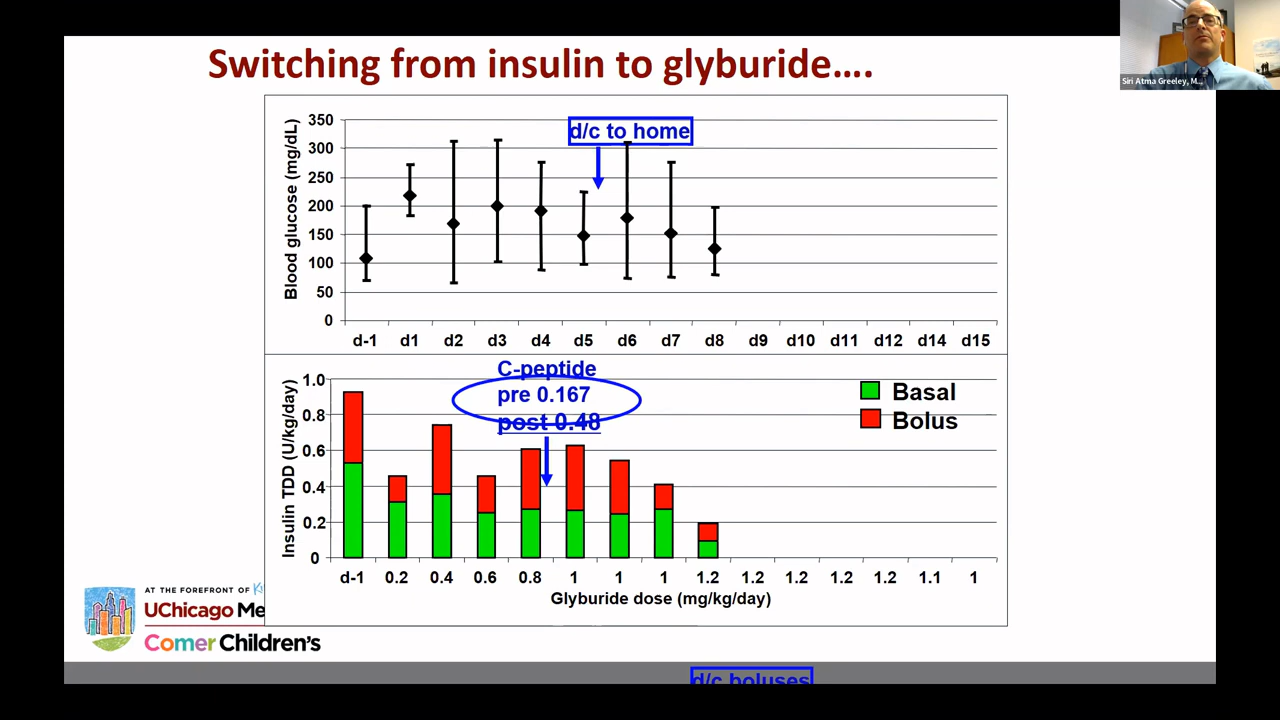 Switching from insulin to glyburide….
Siri Atma Greeley, M...
Blood glucose (mg/dL)
350
300
250
200
150
100
50
0
d/c to home
d-1 d1 d2 d3 d4 d5 d6 d7 d8 d9 d10 d11 d12 d14 d15
Insulin TDD (U/kg/day)
1.0
0.8
0.6
0.4
0.2
0
C-peptide
pre 0.167
post 0.48
Basal
Bolus
d-1 0.2 0.4 0.6 0.8 1 1 1 1.2 1.2 1.2 1.2 1.2 1.1 1
Glyburide dose (mg/kg/day)
AT THE FOREFRONT OF
UChicago Me
Comer Children's
d/c boluses